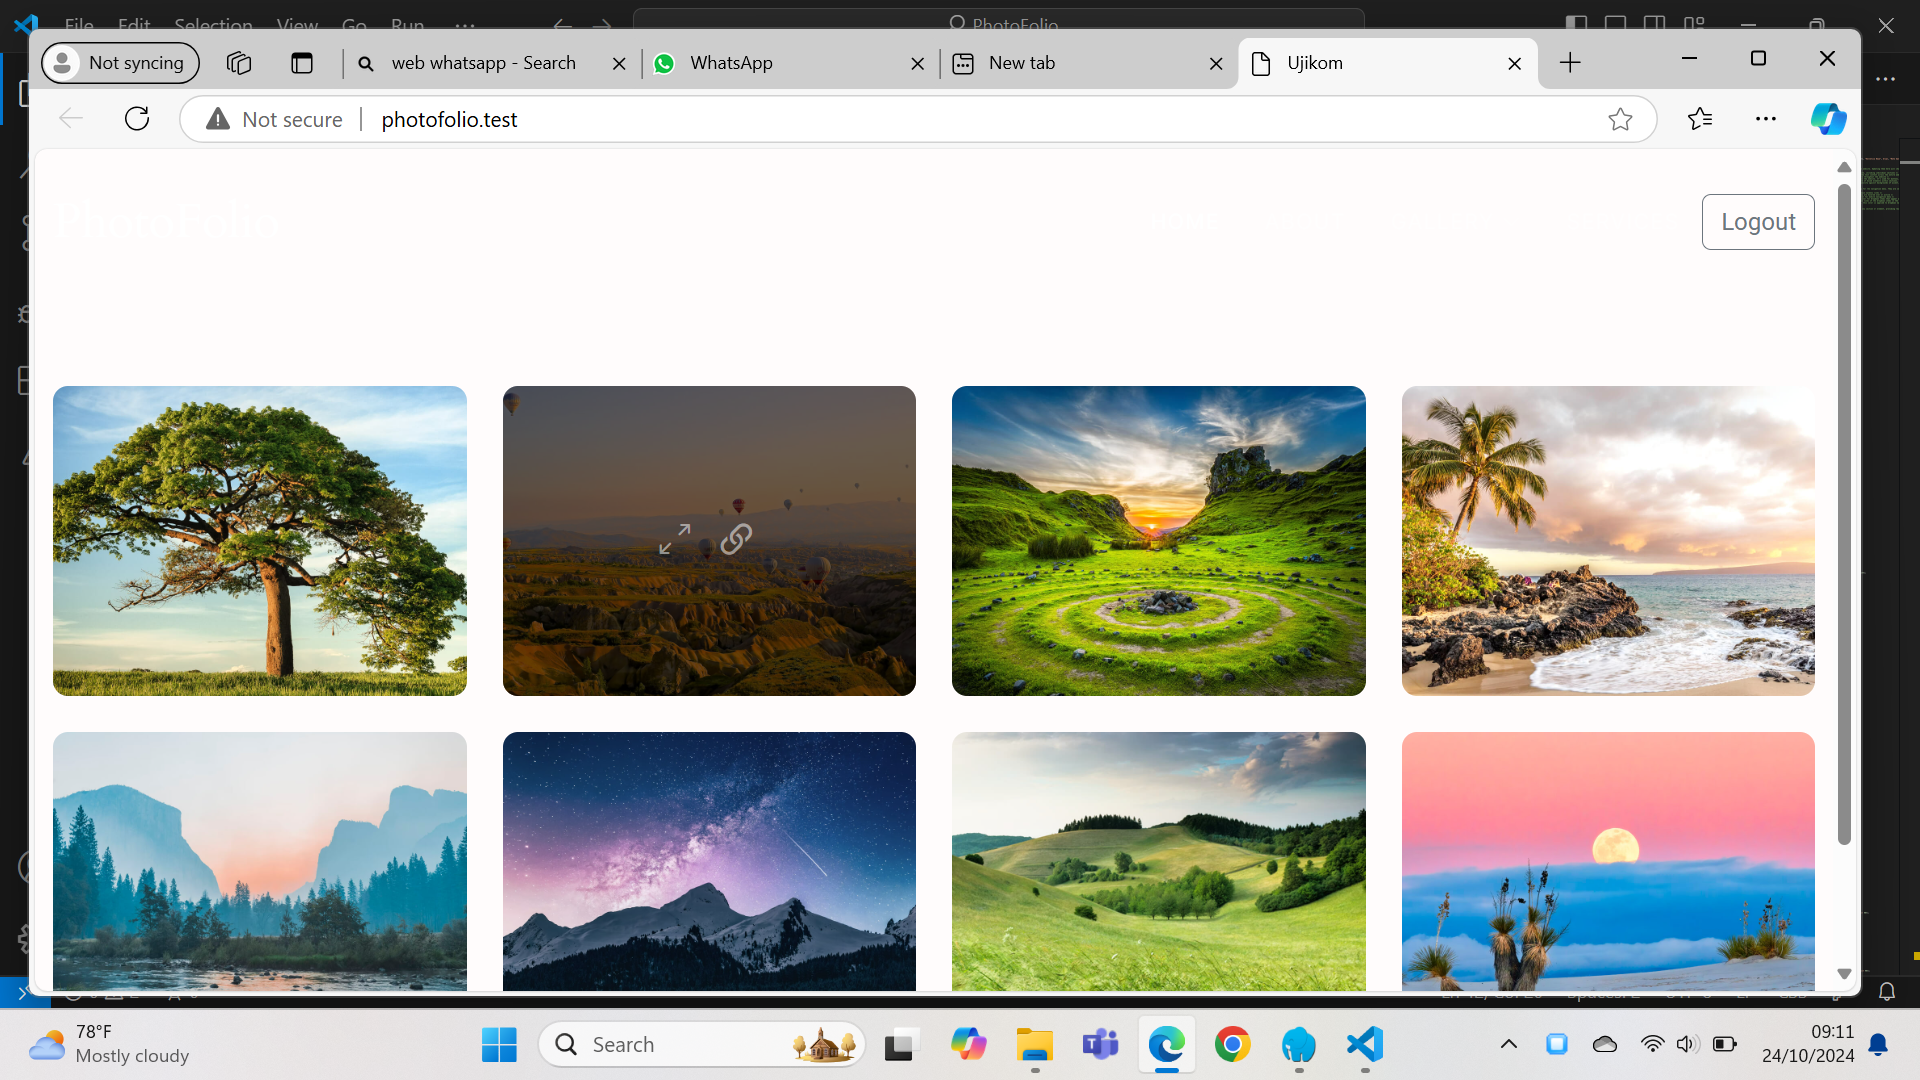 File Edit Selection View Go Run ...
PhotoFolio
Not syncing
web whatsapp - Search
WhatsApp
New tab
Ujikom
Not secure
photofolio.test
PhotoFolio
Logout
78°F
Mostly cloudy
Search
09:11
24/10/2024